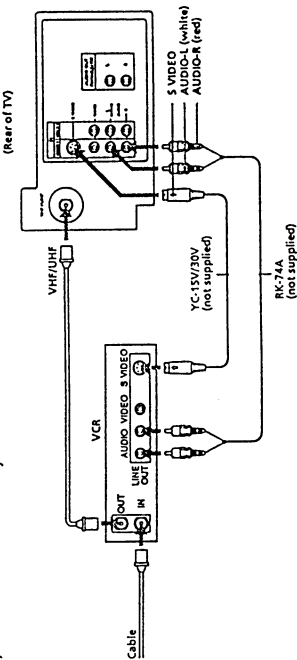 (Rear of TV)
S VIDEO
AUDIO-L (white)
AUDIO-R (red)
VHF/UHF
YC-15V/30V
(not supplied)
RK-74A
(not supplied)
VCR
AUDIO VIDEO S VIDEO
LINE
OUT
OUT
IN
Cable